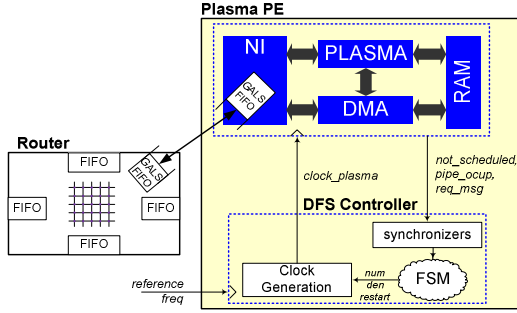 Plasma PE
NI
PLASMA
RAM
GALS
FIFO
DMA
Router
FIFO
GALS
FIFO
FIFO
FIFO
FIFO
clock_plasma
not_scheduled,
pipe_ocup,
req_msg
DFS Controller
synchronizers
Clock
Generation
num
den
restart
FSM
reference
freq